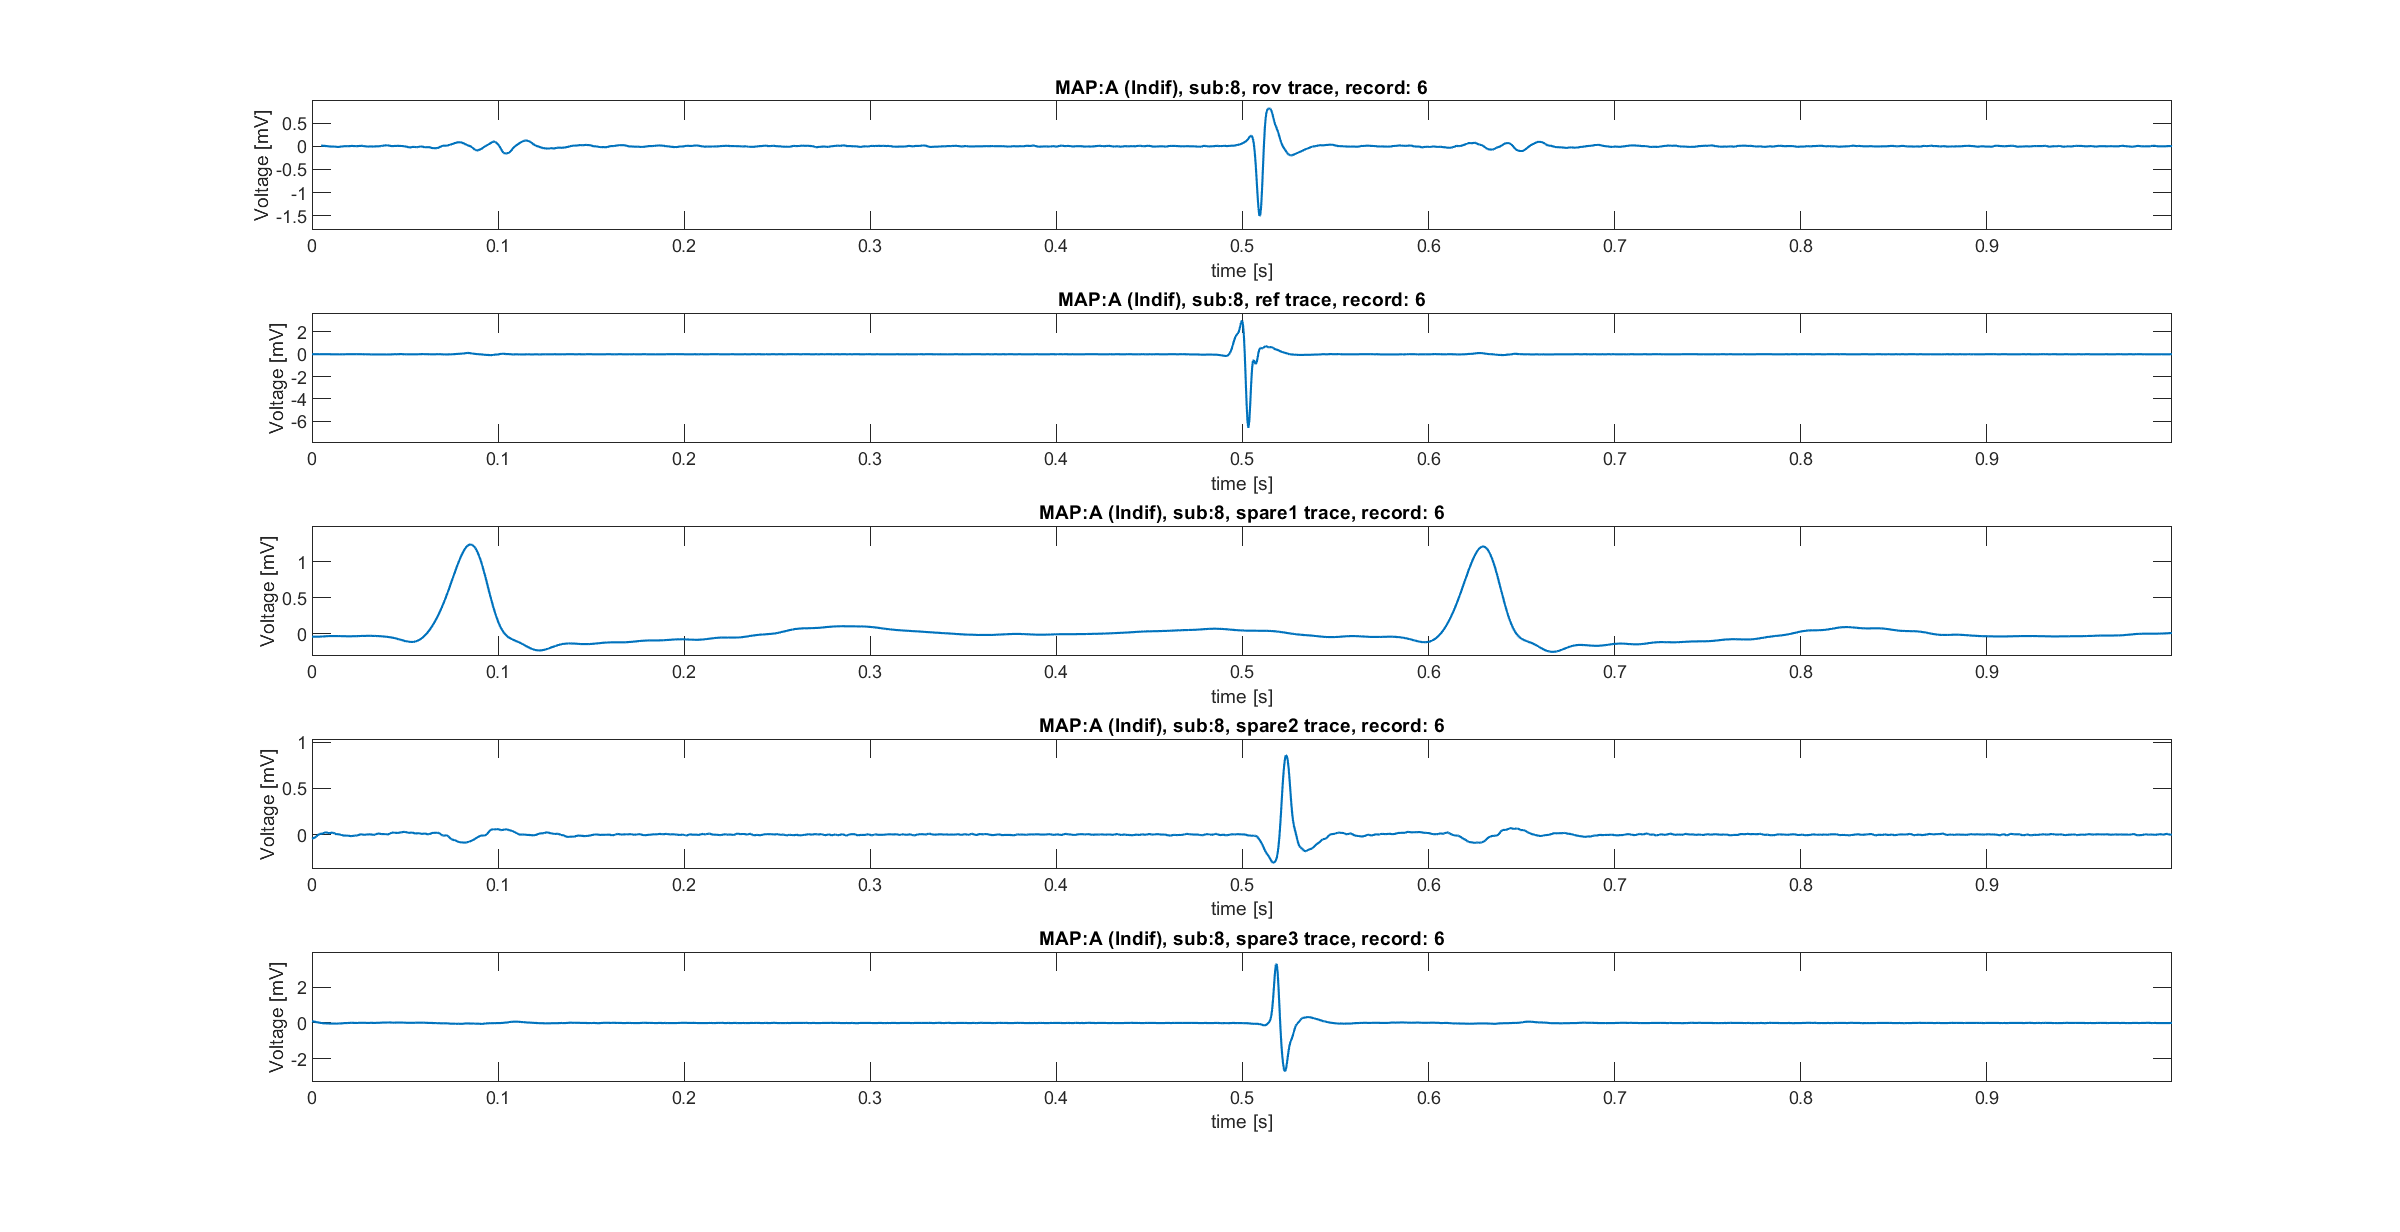 MAP:A (Indif), sub:8, rov trace, record: 6
Voltage [mV]
0.5
0
-0.5
-1
-1.5
0 0.1 0.2 0.3 0.4 0.5 0.6 0.7 0.8 0.9
time [s]
MAP:A (Indif), sub:8, ref trace, record: 6
Voltage [mV]
2
0
-2
-4
-6
0 0.1 0.2 0.3 0.4 0.5 0.6 0.7 0.8 0.9
time [s]
MAP:A (Indif), sub:8, spare1 trace, record: 6
Voltage [mV]
1
0.5
0
0 0.1 0.2 0.3 0.4 0.5 0.6 0.7 0.8 0.9
time [s]
MAP:A (Indif), sub:8, spare2 trace, record: 6
Voltage [mV]
1
0.5
0
0 0.1 0.2 0.3 0.4 0.5 0.6 0.7 0.8 0.9
time [s]
MAP:A (Indif), sub:8, spare3 trace, record: 6
Voltage [mV]
2
0
-2
0 0.1 0.2 0.3 0.4 0.5 0.6 0.7 0.8 0.9
time [s]